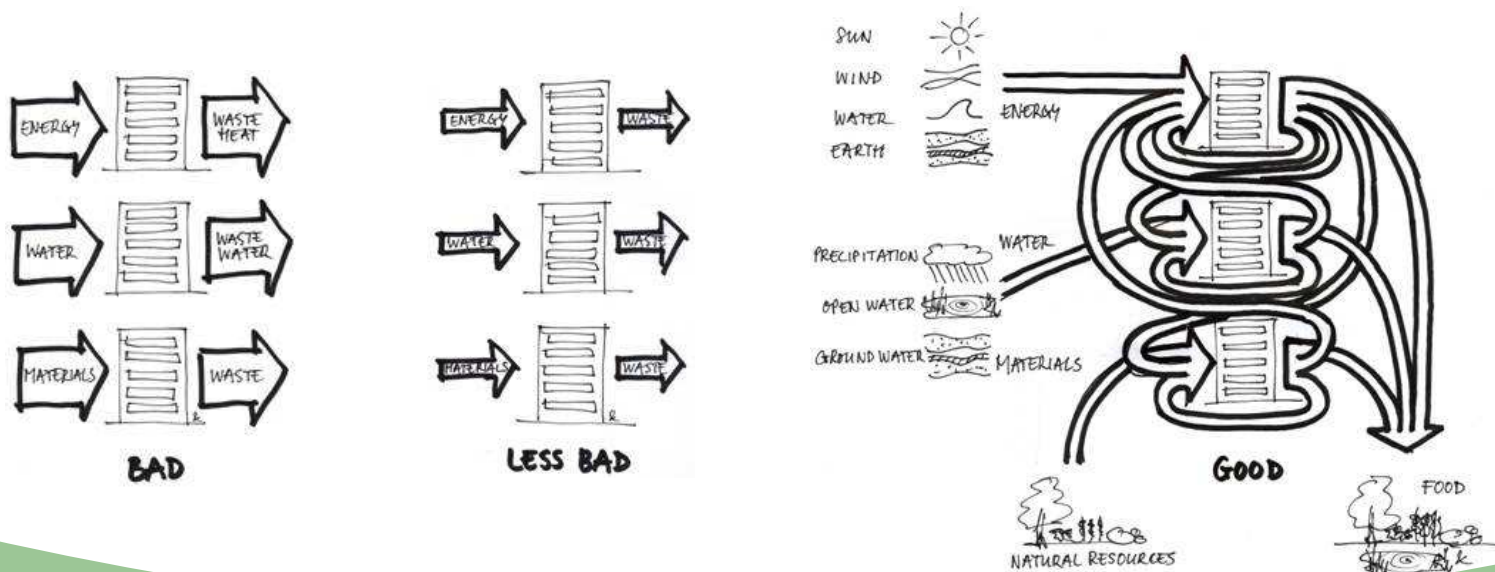 ENERGY
WASTE
HEAT
WATER
WASTE
WATER
MATERIALS
WASTE
BAD
ENERGY
WASTE
WATER
WASTE
MATERIALS
WASTE
LESS BAD
SUN
WIND
WATER
EARTH
ENERGY
PRECIPITATION
WATER
OPEN WATER
GROUND WATER
MATERIALS
GOOD
NATURAL RESOURCES
FOOD